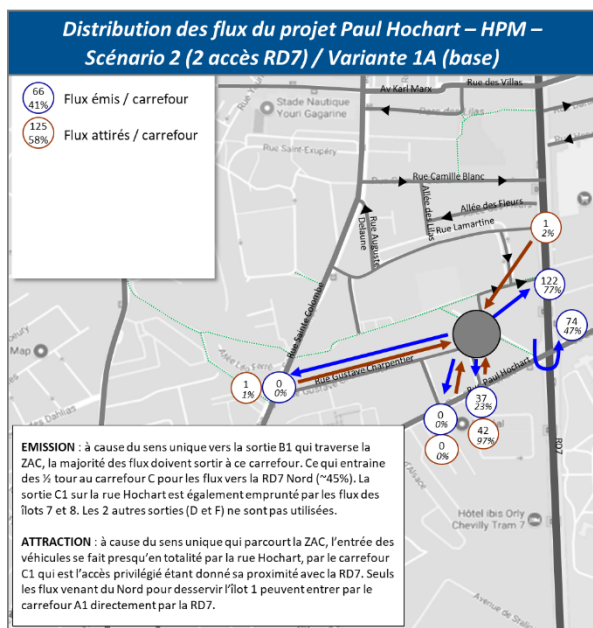 Distribution des flux du projet Paul Hochart – HPM –
Scénario 2 (2 accès RD7) / Variante 1A (base)
66
41%
Flux émis / carrefour
125
58%
Flux attirés / carrefour
Av Karl Marx
Rue des Villas
Stade Nautique
Youri Gagarine
Rue Saint-Exupéry
Rue Camille Blanc
Allée des Lilas
Allée des Fleurs
Rue Lamartine
Rue Auguste
Delaune
1
2%
122
77%
74
47%
Rue Sainte Colombe
Map
Rue Gustave Charpentier
1
1%
0
0%
Rue Paul Hochart
37
23%
0
0%
42
97%
0
0%
RD7
Hôtel ibis Orly
Chevilly Tram 7
EMISSION : à cause du sens unique vers la sortie B1 qui traverse la
ZAC, la majorité des flux doivent sortir à ce carrefour. Ce qui entraine
des ½ tour au carrefour C pour les flux vers la RD7 Nord (~45%). La
sortie C1 sur la rue Hochart est également emprunté par les flux des
îlots 7 et 8. Les 2 autres sorties (D et F) ne sont pas utilisées.
ATTRACTION : à cause du sens unique qui parcourt la ZAC, l'entrée des
véhicules se fait presqu'en totalité par la rue Hochart, par le carrefour
C1 qui est l'accès privilégié étant donné sa proximité avec la RD7. Seuls
les flux venant du Nord pour desservir l'îlot 1 peuvent entrer par le
carrefour A1 directement par la RD7.